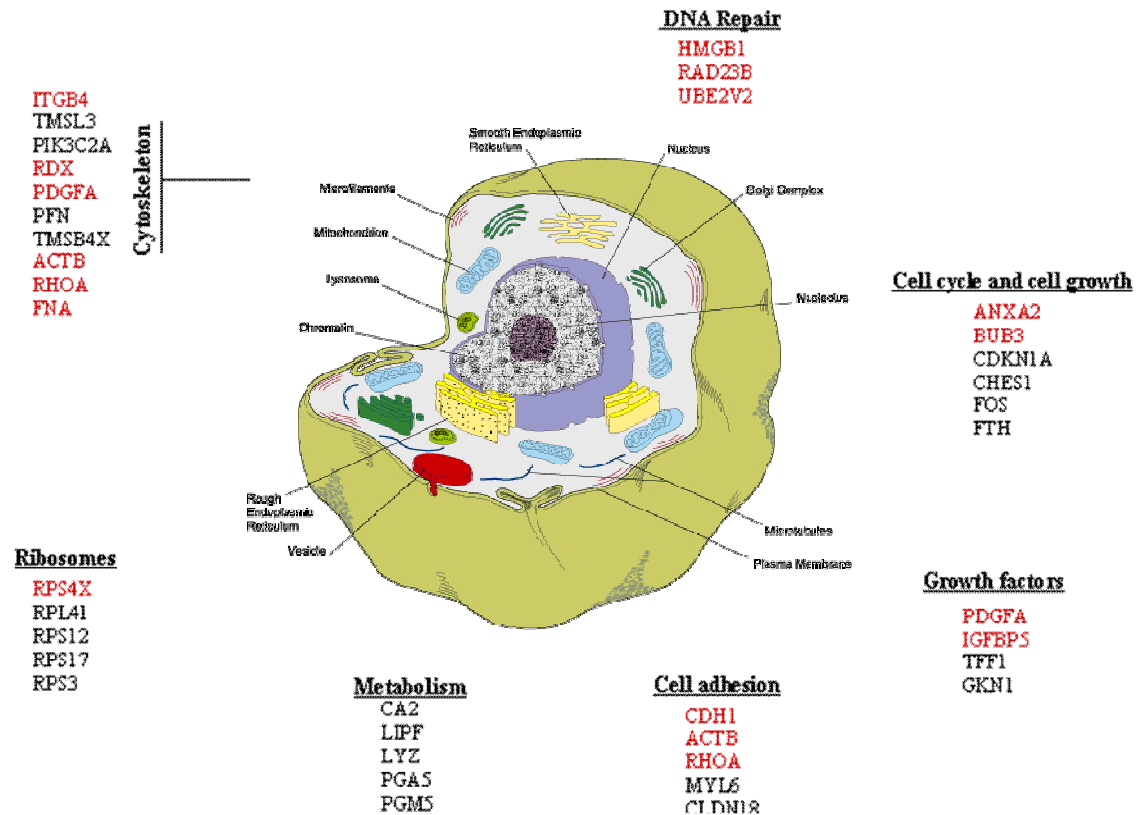 DNA Repair
HMGB1
RAD23B
UBE2V2
ITGB4
TMSL3
PIK3C2A
RDX
PDGFA
PFN
TMSB4X
ACTB
RHOA
FNA
Cytoskeleton
Smooth Endoplasmic
Reticulum
Nucleus
Microfilaments
Golgi Complex
Mitochondrion
Lysosome
Nucleolus
Chromatin
Cell cycle and cell growth
ANXA2
BUB3
CDKN1A
CHES1
FOS
FTH
Rough
Endoplasmic
Reticulum
Vesicle
Microtubules
Plasma Membrane
Ribosomes
RPS4X
RPL41
RPS12
RPS17
RPS3
Growth factors
PDGFA
IGFBP5
TFF1
GKN1
Metabolism
CA2
LIPF
LYZ
PGA5
PGM5
Cell adhesion
CDH1
ACTB
RHOA
MYL6
CLDN18